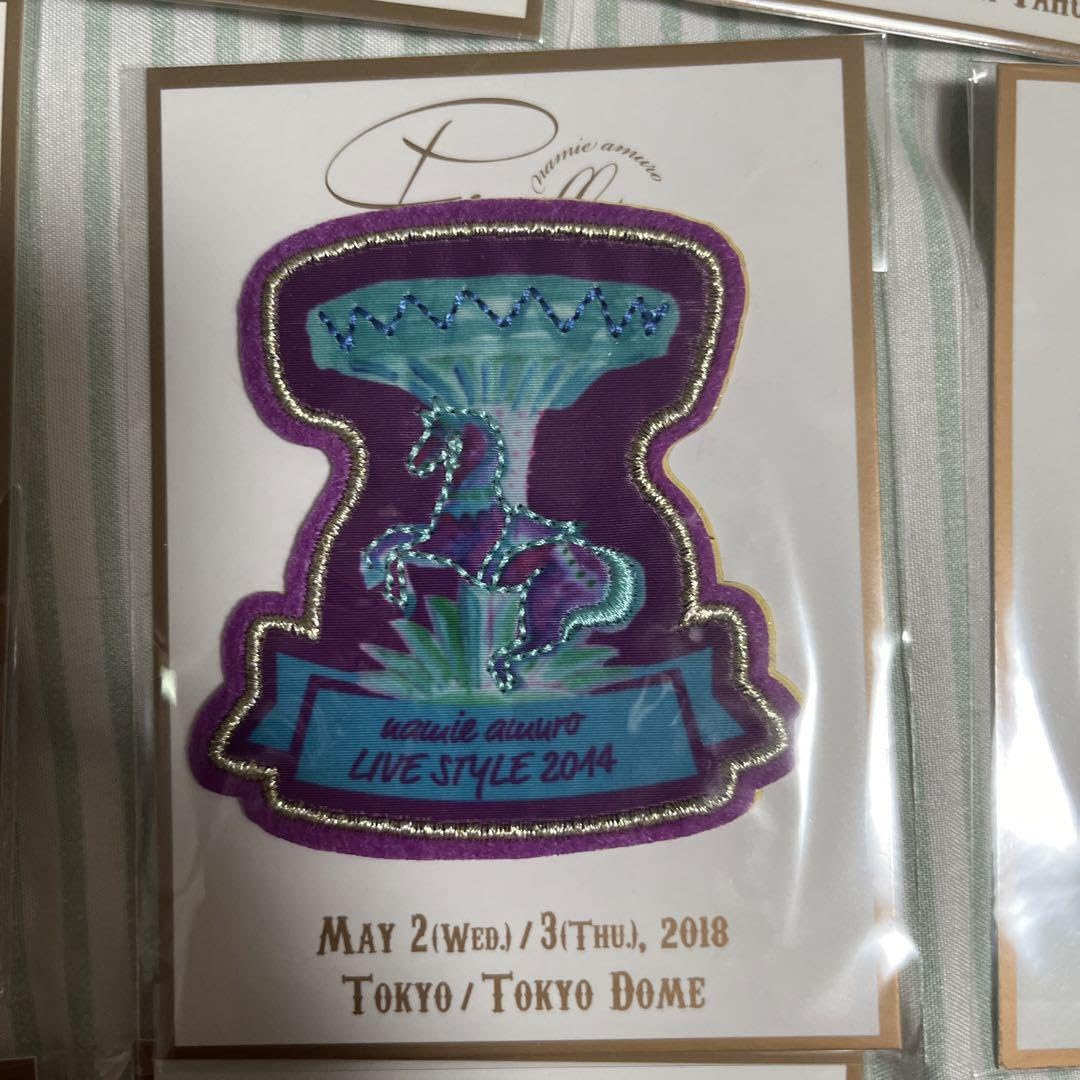 namie amuro
namie amuro
LIVE STYLE 2014
MAY 2(WED.) / 3(THU.), 2018
TOKYO / TOKYO DOME